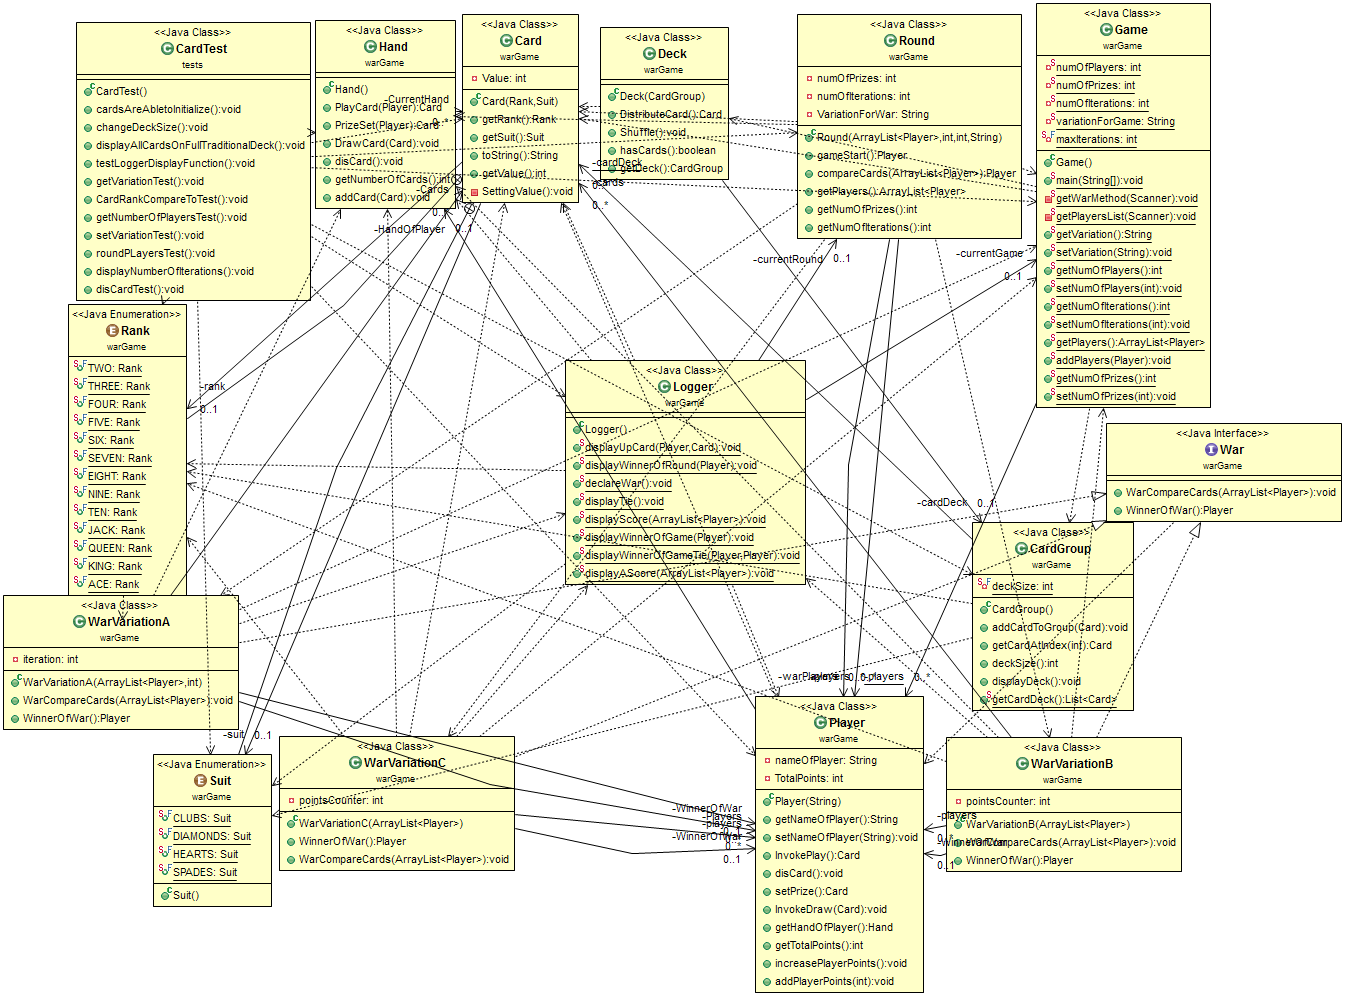 <<Java Class>>
CardTest
tests
CardTest()
cardsAreAbletoInitialize():void
changeDeckSize():void
displayAllCardsOnFullTraditionalDeck():void
testLoggerDisplayFunction():void
getVariationTest():void
CardRankCompareToTest():void
getNumberOfPlayersTest():void
setVariationTest():void
roundPLayersTest():void
displayNumberOfIterations():void
disCardTest():void
<<Java Class>>
Hand
warGame
Hand()
PlayCard(Player):Card
PrizeSet(Player):Card
DrawCard(Card):void
disCard():void
getNumberOfCards():int
addCard(Card):void
<<Java Class>>
Card
warGame
Value: int
Card(Rank,Suit)
getRank():Rank
getSuit():Suit
toString():String
getValue():int
SettingValue():void
<<Java Class>>
Deck
warGame
Deck(CardGroup)
DistributeCard():Card
Shuffle():void
hasCards():boolean
getDeck():CardGroup
<<Java Class>>
Round
warGame
numOfPrizes: int
numOfIterations: int
VariationForWar: String
Round(ArrayList<Player>,int,int,String)
gameStart():Player
compareCards(ArrayList<Player>):Player
getPlayers():ArrayList<Player>
getNumOfPrizes():int
getNumOfIterations():int
<<Java Class>>
Game
warGame
numOfPlayers: int
numOfPrizes: int
numOfIterations: int
variationForGame: String
maxIterations: int
Game()
main(String[]):void
getWarMethod(Scanner):void
getPlayersList(Scanner):void
getVariation():String
setVariation(String):void
getNumOfPlayers():int
setNumOfPlayers(int):void
getNumOfIterations():int
setNumOfIterations(int):void
getPlayers():ArrayList<Player>
addPlayers(Player):void
getNumOfPrizes():int
setNumOfPrizes(int):void
-CurrentHand
0..*
-Cards
0..*
-HandOfPlayer
0..1
-cardDeck
-cards
0..*
-currentRound
0..1
-currentGame
0..1
<<Java Enumeration>>
Rank
warGame
TWO: Rank
THREE: Rank
FOUR: Rank
FIVE: Rank
SIX: Rank
SEVEN: Rank
EIGHT: Rank
NINE: Rank
TEN: Rank
JACK: Rank
QUEEN: Rank
KING: Rank
ACE: Rank
-rank
0..1
<<Java Class>>
Logger
warGame
Logger()
displayUpCard(Player,Card):void
displayWinnerOfRound(Player):void
declareWar():void
displayTie():void
displayScore(ArrayList<Player>):void
displayWinnerOfGame(Player):void
displayWinnerOfGameTie(Player,Player):void
displayAScore(ArrayList<Player>):void
<<Java Interface>>
War
warGame
WarCompareCards(ArrayList<Player>):void
WinnerOfWar():Player
-cardDeck
0..1
<<Java Class>>
CardGroup
warGame
deckSize: int
CardGroup()
addCardToGroup(Card):void
getCardAtIndex(int):Card
deckSize():int
displayDeck():void
getCardDeck():List<Card>
<<Java Class>>
WarVariationA
warGame
iteration: int
WarVariationA(ArrayList<Player>,int)
WarCompareCards(ArrayList<Player>):void
WinnerOfWar():Player
-suit
0..1
<<Java Enumeration>>
Suit
warGame
CLUBS: Suit
DIAMONDS: Suit
HEARTS: Suit
SPADES: Suit
Suit()
<<Java Class>>
WarVariationC
warGame
pointsCounter: int
WarVariationC(ArrayList<Player>)
WinnerOfWar():Player
WarCompareCards(ArrayList<Player>):void
-WinnerOfWar
-Players
-players
-WinnerOfWar
0..*
0..1
-warPlayers
-players
0..*
<<Java Class>>
Player
warGame
nameOfPlayer: String
TotalPoints: int
Player(String)
getNameOfPlayer():String
setNameOfPlayer(String):void
InvokePlay():Card
disCard():void
setPrize():Card
InvokeDraw(Card):void
getHandOfPlayer():Hand
getTotalPoints():int
increasePlayerPoints():void
addPlayerPoints(int):void
<<Java Class>>
WarVariationB
warGame
pointsCounter: int
WarVariationB(ArrayList<Player>)
WarCompareCards(ArrayList<Player>):void
WinnerOfWar():Player
-players
0..*
-WinnerOfWar
0..1